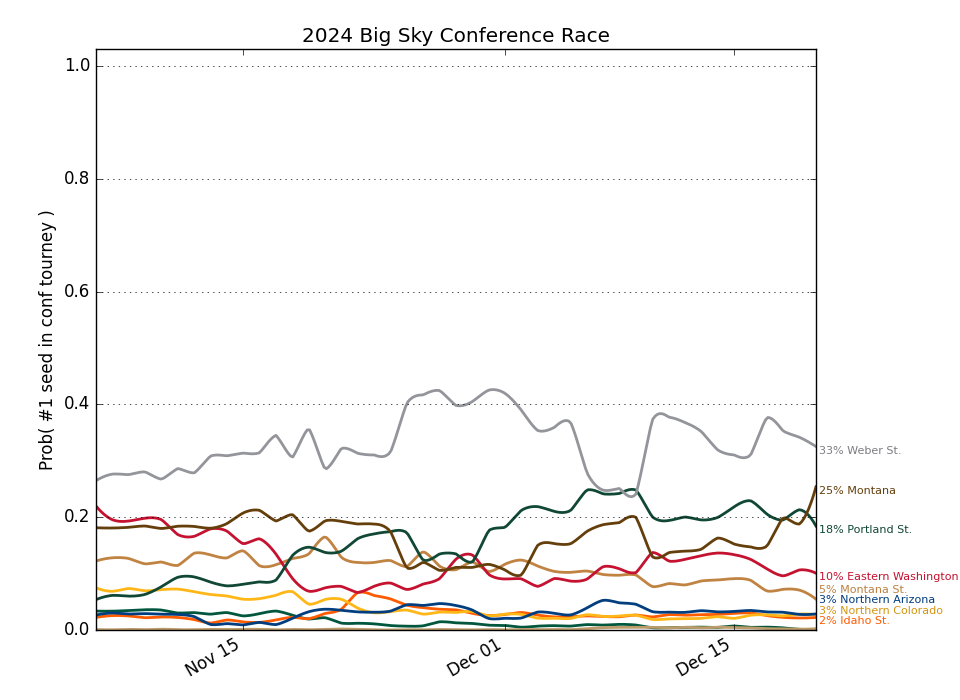 2024 Big Sky Conference Race
Prob( #1 seed in conf tourney )
1.0
0.8
0.6
0.4
0.2
0.0
Nov 15
Dec 01
Dec 15
33% Weber St.
25% Montana
18% Portland St.
10% Eastern Washington
5% Montana St.
3% Northern Arizona
3% Northern Colorado
2% Idaho St.